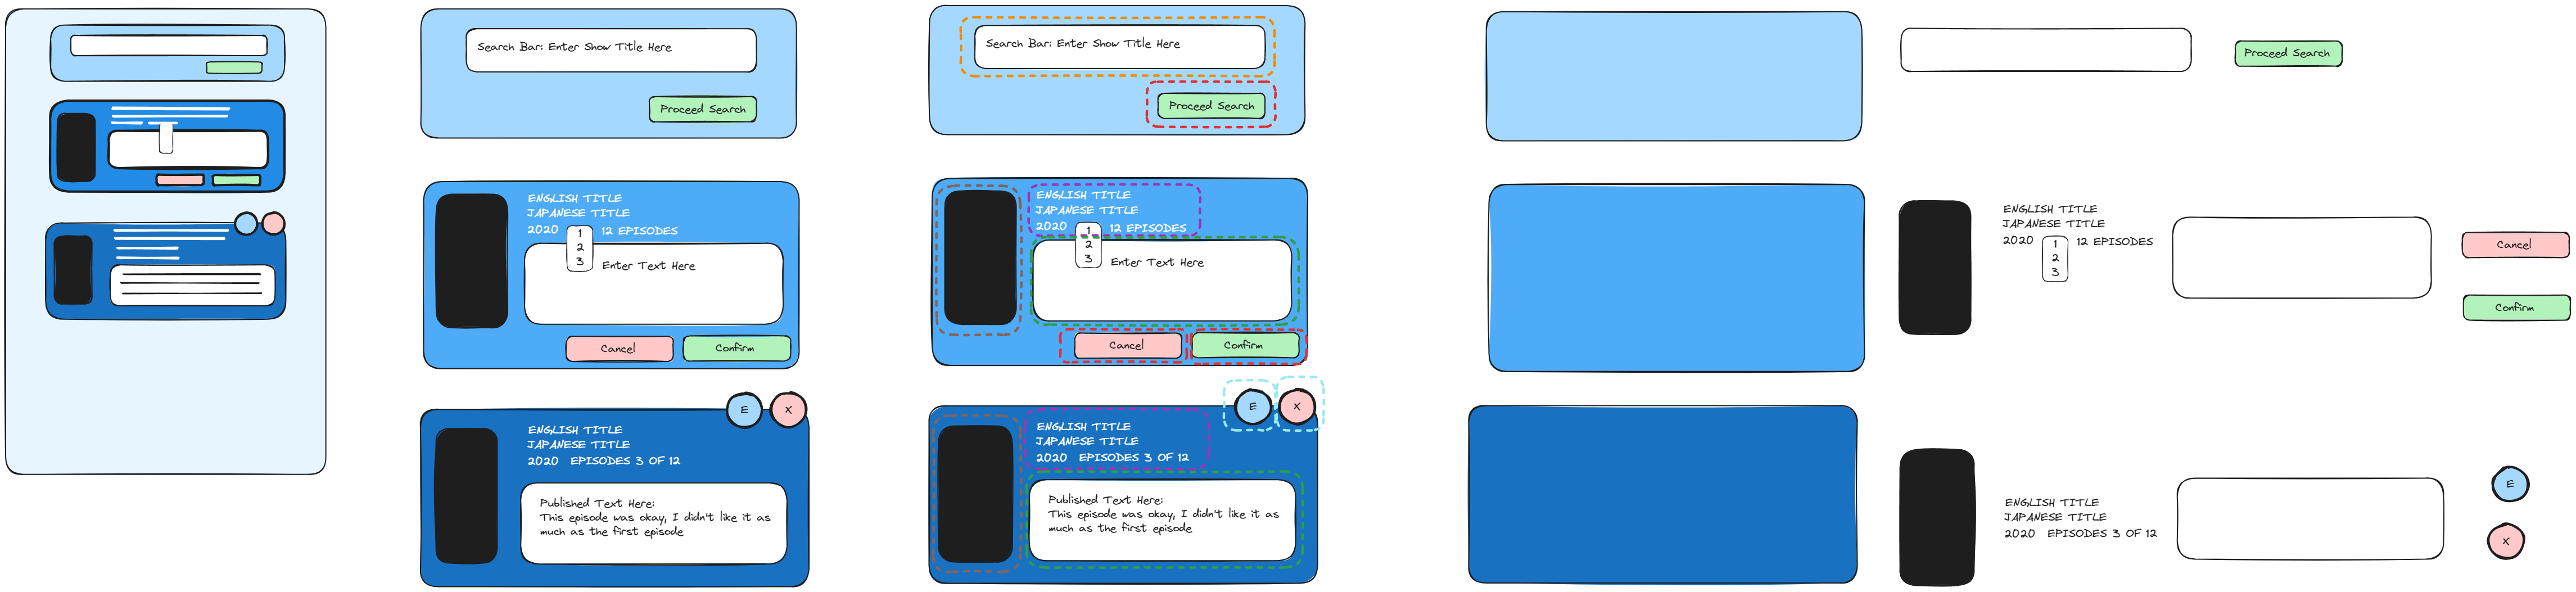 Search Bar: Enter Show Title Here
Proceed Search
ENGLISH TITLE
JAPANESE TITLE
2020 12 EPISODES
1
2
3
Enter Text Here
Cancel Confirm
E X
ENGLISH TITLE
JAPANESE TITLE
2020 EPISODES 3 OF 12
Published Text Here:
This episode was okay, I didn't like it as
much as the first episode
Search Bar: Enter Show Title Here
Proceed Search
ENGLISH TITLE
JAPANESE TITLE
2020 12 EPISODES
1
2
3
Enter Text Here
Cancel Confirm
E X
ENGLISH TITLE
JAPANESE TITLE
2020 EPISODES 3 OF 12
Published Text Here:
This episode was okay, I didn't like it as
much as the first episode
Proceed Search
ENGLISH TITLE
JAPANESE TITLE
2020 12 EPISODES
1
2
3
Cancel
Confirm
ENGLISH TITLE
JAPANESE TITLE
2020 EPISODES 3 OF 12
E
X